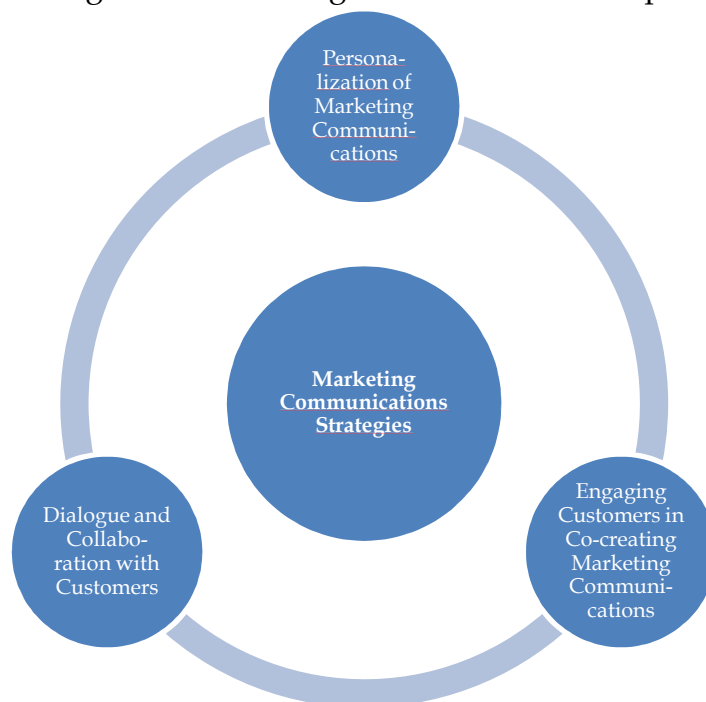 Persona-
lization of
Marketing
Communi-
cations
Marketing
Communications
Strategies
Dialogue and
Collabo-
ration with
Customers
Engaging
Customers in
Co-creating
Marketing
Communi-
cations